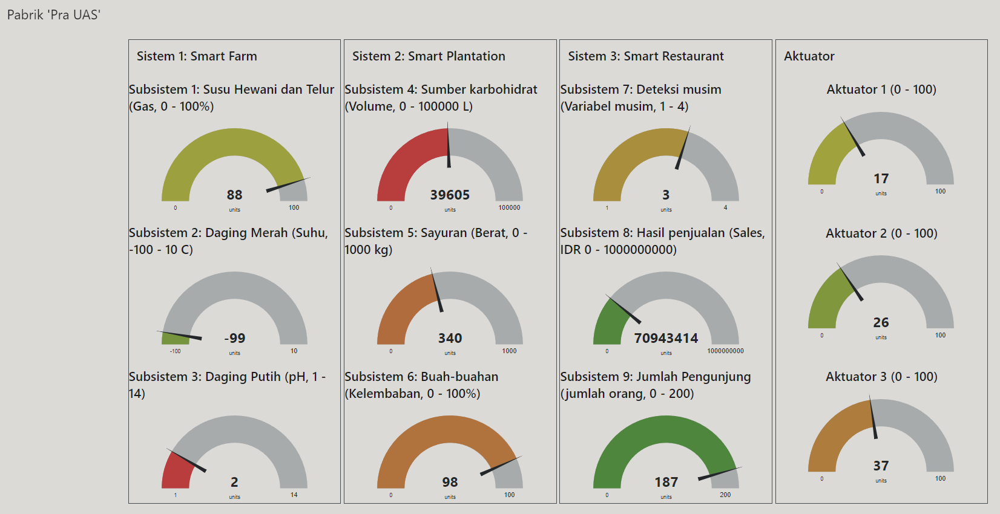 Pabrik 'Pra UAS'
Sistem 1: Smart Farm
Subsistem 1: Susu Hewani dan Telur
(Gas, 0 - 100%)
88
0
units
100
Subsistem 2: Daging Merah (Suhu,
-100 - 10 C)
-99
-100
units
10
Subsistem 3: Daging Putih (pH, 1 -
14)
2
1
units
14
Sistem 2: Smart Plantation
Subsistem 4: Sumber karbohidrat
(Volume, 0 - 100000 L)
39605
0
units
100000
Subsistem 5: Sayuran (Berat, 0 -
1000 kg)
340
0
units
1000
Subsistem 6: Buah-buahan
(Kelembaban, 0 - 100%)
98
0
units
100
Sistem 3: Smart Restaurant
Subsistem 7: Deteksi musim
(Variabel musim, 1 - 4)
3
1
units
4
Subsistem 8: Hasil penjualan (Sales,
IDR 0 - 1000000000)
70943414
0
units
1000000000
Subsistem 9: Jumlah Pengunjung
(jumlah orang, 0 - 200)
187
0
units
200
Aktuator
Aktuator 1 (0 - 100)
17
0
units
100
Aktuator 2 (0 - 100)
26
0
units
100
Aktuator 3 (0 - 100)
37
0
units
100